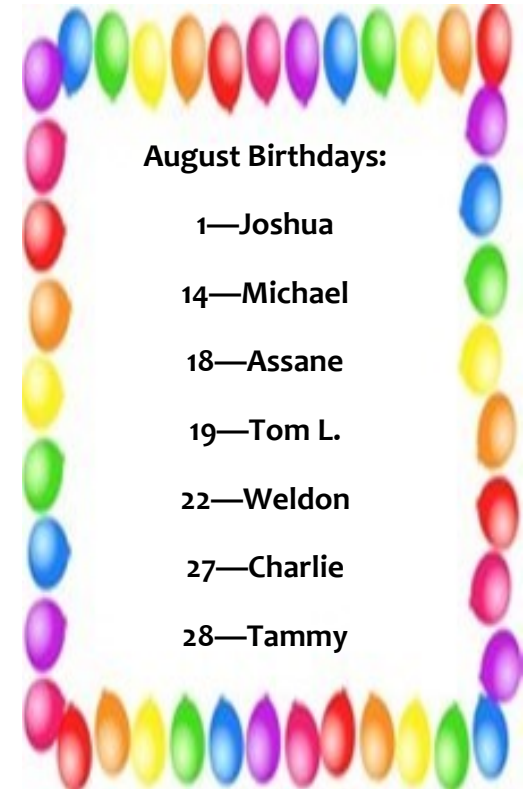 August Birthdays:
1—Joshua
14—Michael
18—Assane
19—Tom L.
22—Weldon
27—Charlie
28—Tammy